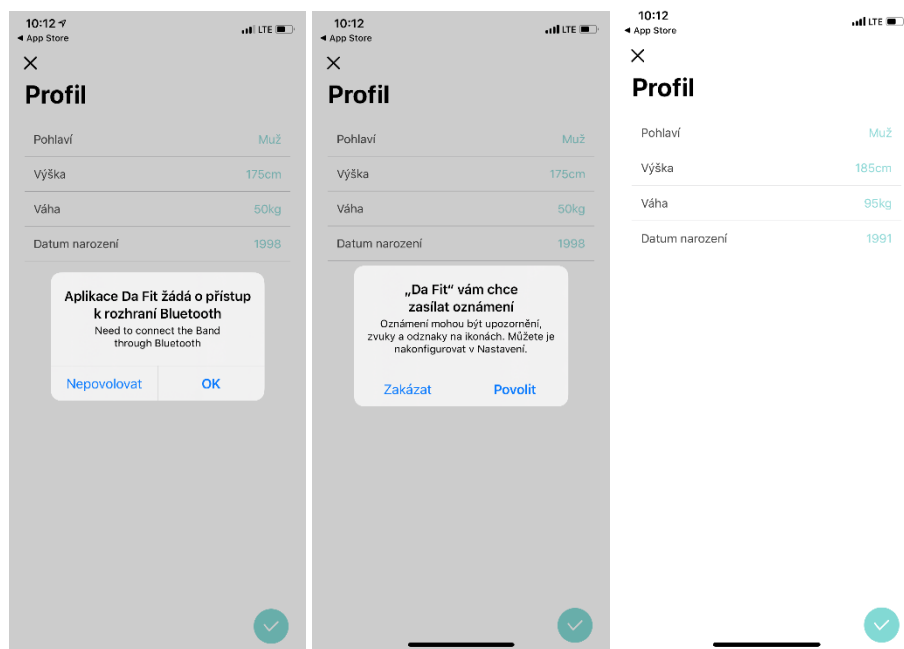 10:12
LTE
App Store
Profil
Pohlaví Muž
Výška 175cm
Váha 50kg
Datum narození 1998
Aplikace Da Fit žádá o přístup
k rozhraní Bluetooth
Need to connect the Band
through Bluetooth
Nepovolovat OK
10:12
LTE
App Store
Profil
Pohlaví Muž
Výška 175cm
Váha 50kg
Datum narození 1998
„Da Fit“ vám chce
zasílat oznámení
Oznámení mohou být upozornění,
zvuky a odznaky na ikonách. Můžete je
nakonfigurovat v Nastavení.
Zakázat Povolit
10:12
LTE
App Store
Profil
Pohlaví Muž
Výška 185cm
Váha 95kg
Datum narození 1991